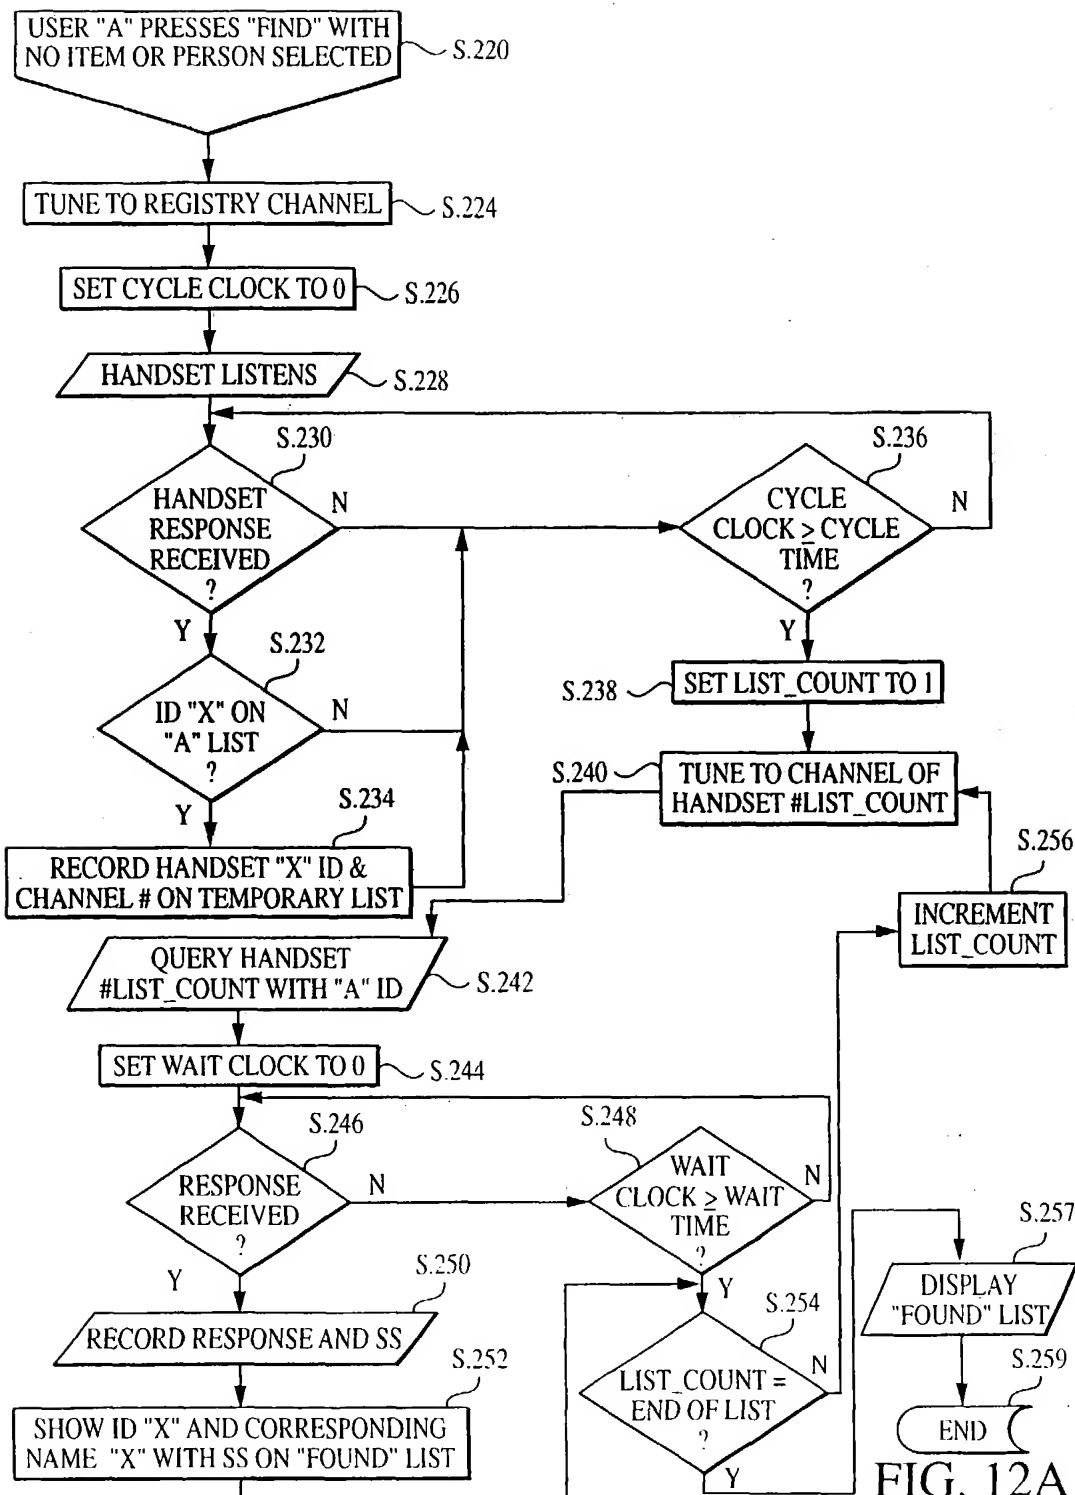 USER "A" PRESSES "FIND" WITH
NO ITEM OR PERSON SELECTED
S.220
TUNE TO REGISTRY CHANNEL
S.224
SET CYCLE CLOCK TO 0
S.226
HANDSET LISTENS
S.228
S.230
HANDSET
RESPONSE
RECEIVED
?
N
Y
S.236
CYCLE
CLOCK ≥ CYCLE
TIME
?
N
Y
S.232
ID "X" ON
"A" LIST
?
N
Y
S.238
SET LIST_COUNT TO 1
S.240
TUNE TO CHANNEL OF
HANDSET #LIST_COUNT
S.234
RECORD HANDSET "X" ID &
CHANNEL # ON TEMPORARY LIST
S.256
INCREMENT
LIST_COUNT
QUERY HANDSET
#LIST_COUNT WITH "A" ID
S.242
SET WAIT CLOCK TO 0
S.244
S.246
RESPONSE
RECEIVED
?
N
Y
S.248
WAIT
CLOCK ≥ WAIT
TIME
?
N
Y
S.250
RECORD RESPONSE AND SS
S.252
SHOW ID "X" AND CORRESPONDING
NAME "X" WITH SS ON "FOUND" LIST
S.254
LIST_COUNT =
END OF LIST
?
N
Y
S.257
DISPLAY
"FOUND" LIST
S.259
END
FIG. 12A